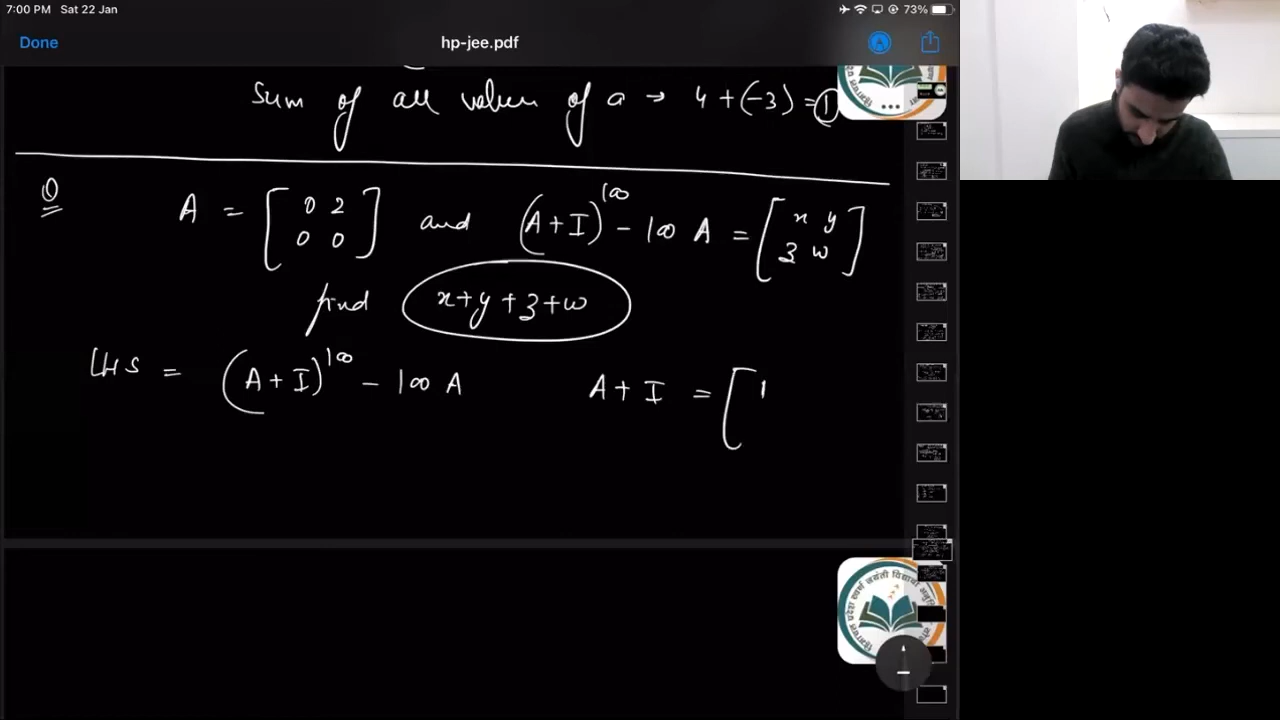 7:00 PM Sat 22 Jan 73%
Done hp-jee.pdf
Sum of all values of a → 4 + (-3) = 1
Q A = [ 0 2 and (A + I)^100 - 100 A = [ x y
0 0 ] z w ]
find x + y + z + w
LHS = (A + I)^100 - 100 A A + I = [ 1